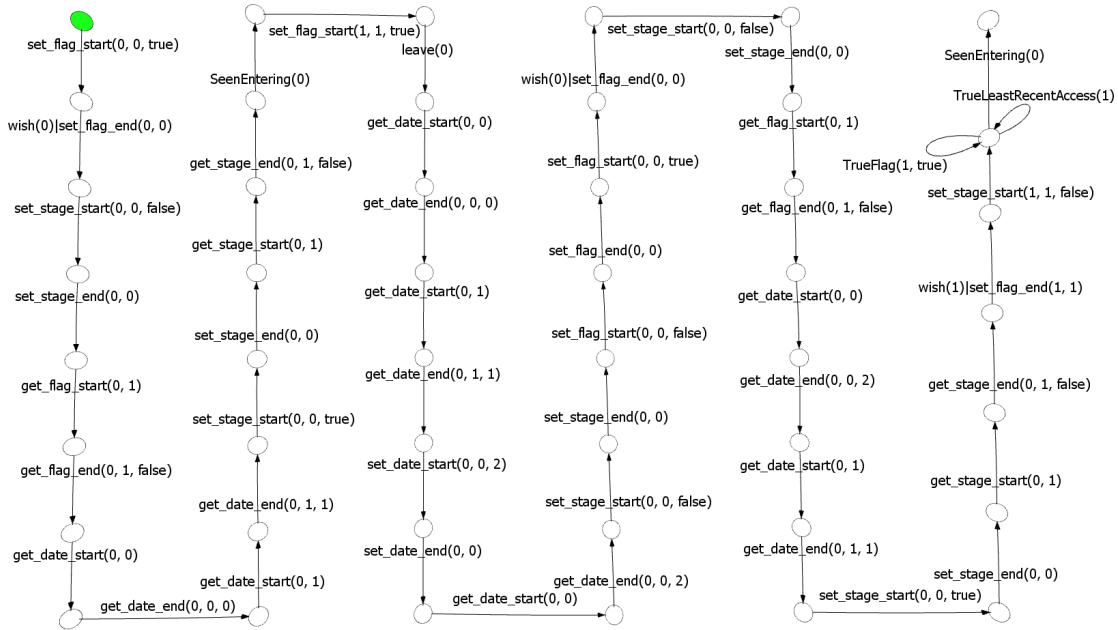 set_flag_start(0, 0, true)
wish(0)|set_flag_end(0, 0)
set_stage_start(0, 0, false)
set_stage_end(0, 0)
get_flag_start(0, 1)
get_flag_end(0, 1, false)
get_date_start(0, 0)
get_date_end(0, 0, 0)
get_date_start(0, 1)
get_date_end(0, 1, 1)
set_stage_start(0, 0, true)
set_stage_end(0, 0)
get_stage_start(0, 1)
get_stage_end(0, 1, false)
SeenEntering(0)
set_flag_start(1, 1, true)
leave(0)
get_date_start(0, 0)
get_date_end(0, 0, 0)
get_date_start(0, 1)
get_date_end(0, 1, 1)
set_date_start(0, 0, 2)
set_date_end(0, 0)
get_date_start(0, 0)
get_date_end(0, 0, 2)
set_stage_start(0, 0, false)
set_stage_end(0, 0)
set_flag_start(0, 0, false)
set_flag_end(0, 0)
set_flag_start(0, 0, true)
wish(0)|set_flag_end(0, 0)
set_stage_start(0, 0, false)
set_stage_end(0, 0)
get_flag_start(0, 1)
get_flag_end(0, 1, false)
get_date_start(0, 0)
get_date_end(0, 0, 2)
get_date_start(0, 1)
get_date_end(0, 1, 1)
set_stage_start(0, 0, true)
set_stage_end(0, 0)
get_stage_start(0, 1)
get_stage_end(0, 1, false)
wish(1)|set_flag_end(1, 1)
set_stage_start(1, 1, false)
TrueFlag(1, true)
TrueLeastRecentAccess(1)
SeenEntering(0)